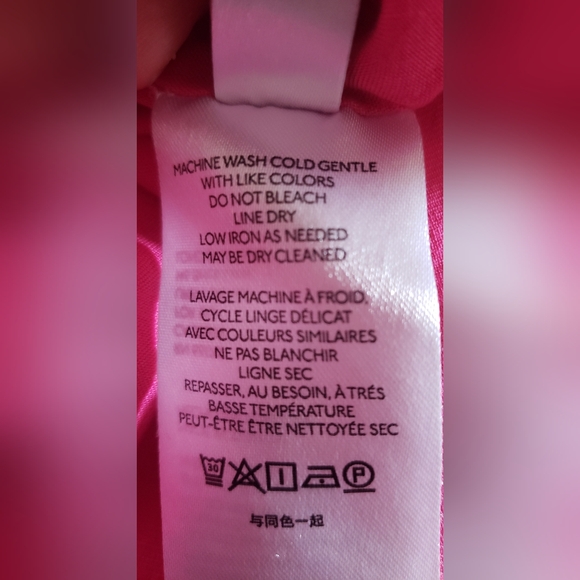 MACHINE WASH COLD GENTLE
WITH LIKE COLORS
DO NOT BLEACH
LINE DRY
LOW IRON AS NEEDED
MAY BE DRY CLEANED
LAVAGE MACHINE À FROID,
CYCLE LINGE DÉLICAT
AVEC COULEURS SIMILAIRES
NE PAS BLANCHIR
LIGNE SEC
REPASSER, AU BESOIN, À TRÉS
BASSE TEMPÉRATURE
PEUT-ÊTRE ÊTRE NETTOYÉE SEC
30 P
与同色一起